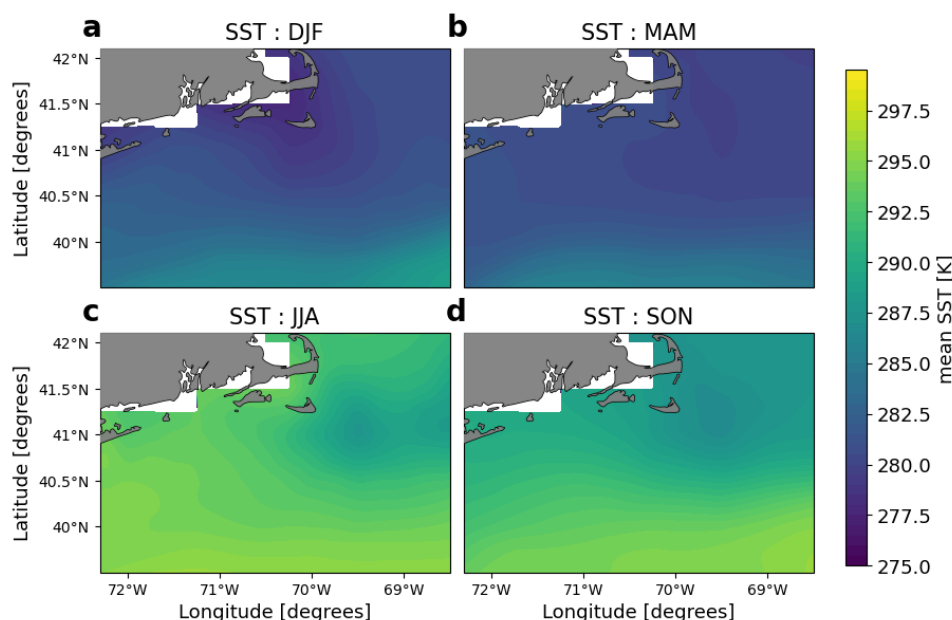 a
SST : DJF
b
SST : MAM
42°N
41.5°N
41°N
40.5°N
40°N
Latitude [degrees]
c
SST : JJA
d
SST : SON
42°N
41.5°N
41°N
40.5°N
40°N
Latitude [degrees]
72°W
71°W
70°W
69°W
Longitude [degrees]
72°W
71°W
70°W
69°W
Longitude [degrees]
297.5
295.0
292.5
290.0
287.5
285.0
282.5
280.0
277.5
275.0
mean SST [K]